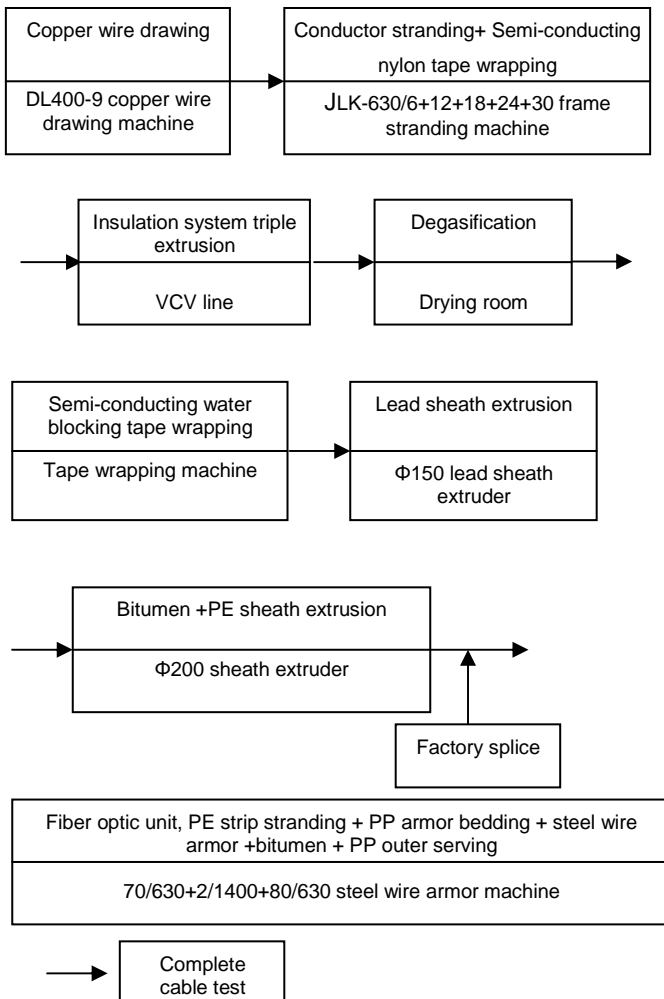 Copper wire drawing
DL400-9 copper wire
drawing machine
Conductor stranding+ Semi-conducting
nylon tape wrapping
JLK-630/6+12+18+24+30 frame
stranding machine
Insulation system triple
extrusion
VCV line
Degasification
Drying room
Semi-conducting water
blocking tape wrapping
Tape wrapping machine
Lead sheath extrusion
Φ150 lead sheath
extruder
Bitumen +PE sheath extrusion
Φ200 sheath extruder
Factory splice
Fiber optic unit, PE strip stranding + PP armor bedding + steel wire
armor +bitumen + PP outer serving
70/630+2/1400+80/630 steel wire armor machine
Complete
cable test